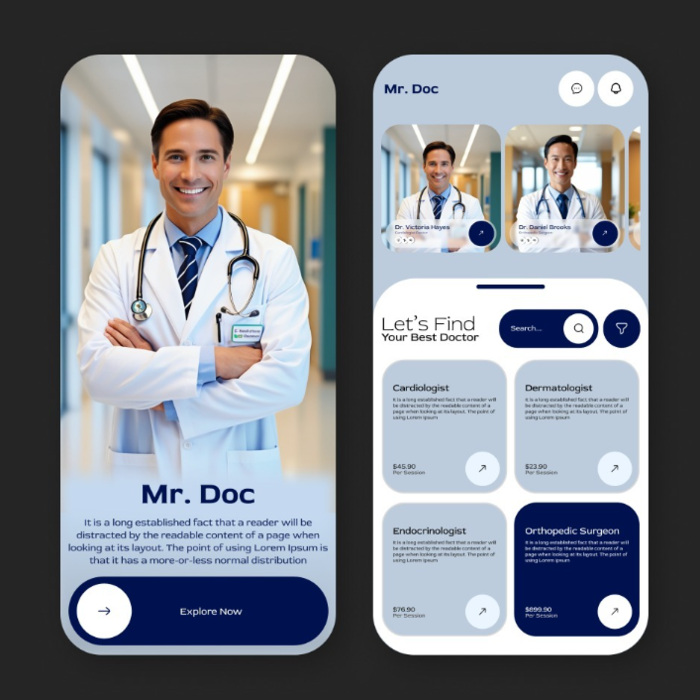 Mr. Doc
It is a long established fact that a reader will be
distracted by the readable content of a page when
looking at its layout. The point of using Lorem Ipsum is
that it has a more-or-less normal distribution
Explore Now
Mr. Doc
Dr. Victoria Hayes
Dr. Daniel Brooks
Let's Find
Your Best Doctor
Search...
Cardiologist
It is a long established fact that a reader will
be distracted by the readable content of a
page when looking at its layout. The point of
using Lorem Ipsum
$45.90
Per Session
Dermatologist
It is a long established fact that a reader will
be distracted by the readable content of a
page when looking at its layout. The point of
using Lorem Ipsum
$23.90
Per Session
Endocrinologist
It is a long established fact that a reader will
be distracted by the readable content of a
page when looking at its layout. The point of
using Lorem Ipsum
$76.90
Per Session
Orthopedic Surgeon
It is a long established fact that a reader will
be distracted by the readable content of a
page when looking at its layout. The point of
using Lorem Ipsum
$899.90
Per Session